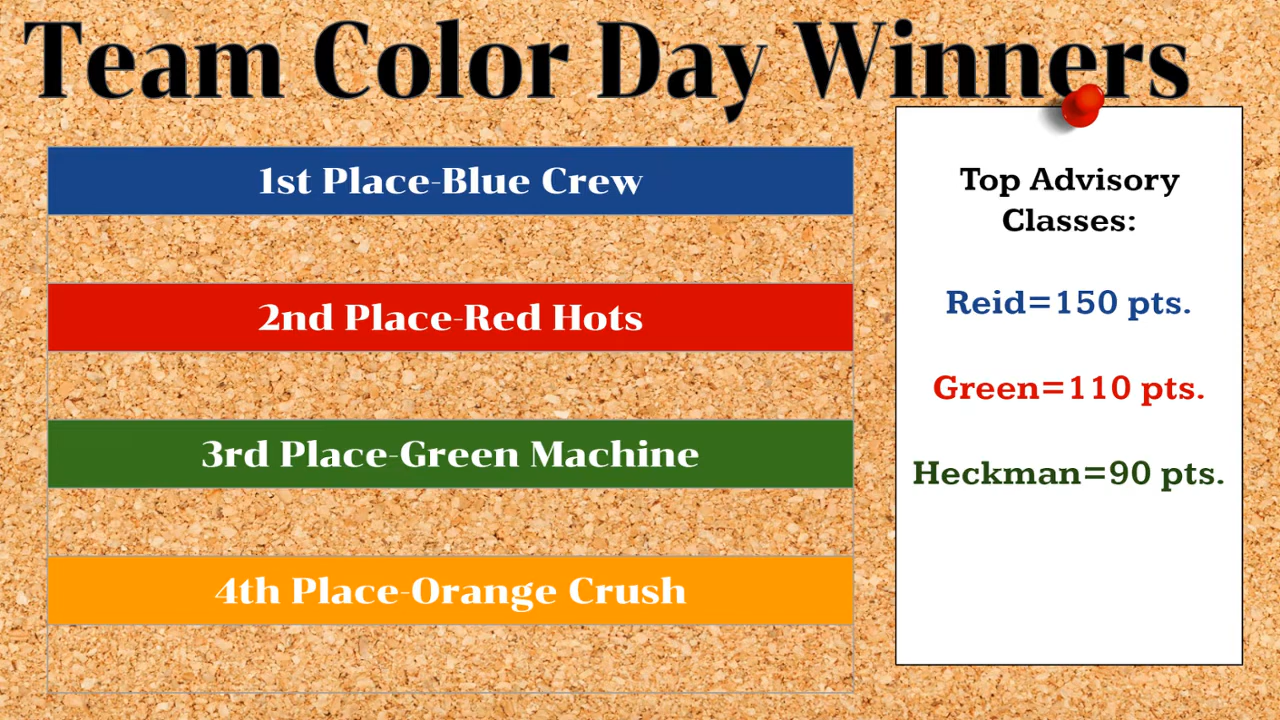 Team Color Day Winners
1st Place-Blue Crew
2nd Place-Red Hots
3rd Place-Green Machine
4th Place-Orange Crush
Top Advisory
Classes:
Reid=150 pts.
Green=110 pts.
Heckman=90 pts.